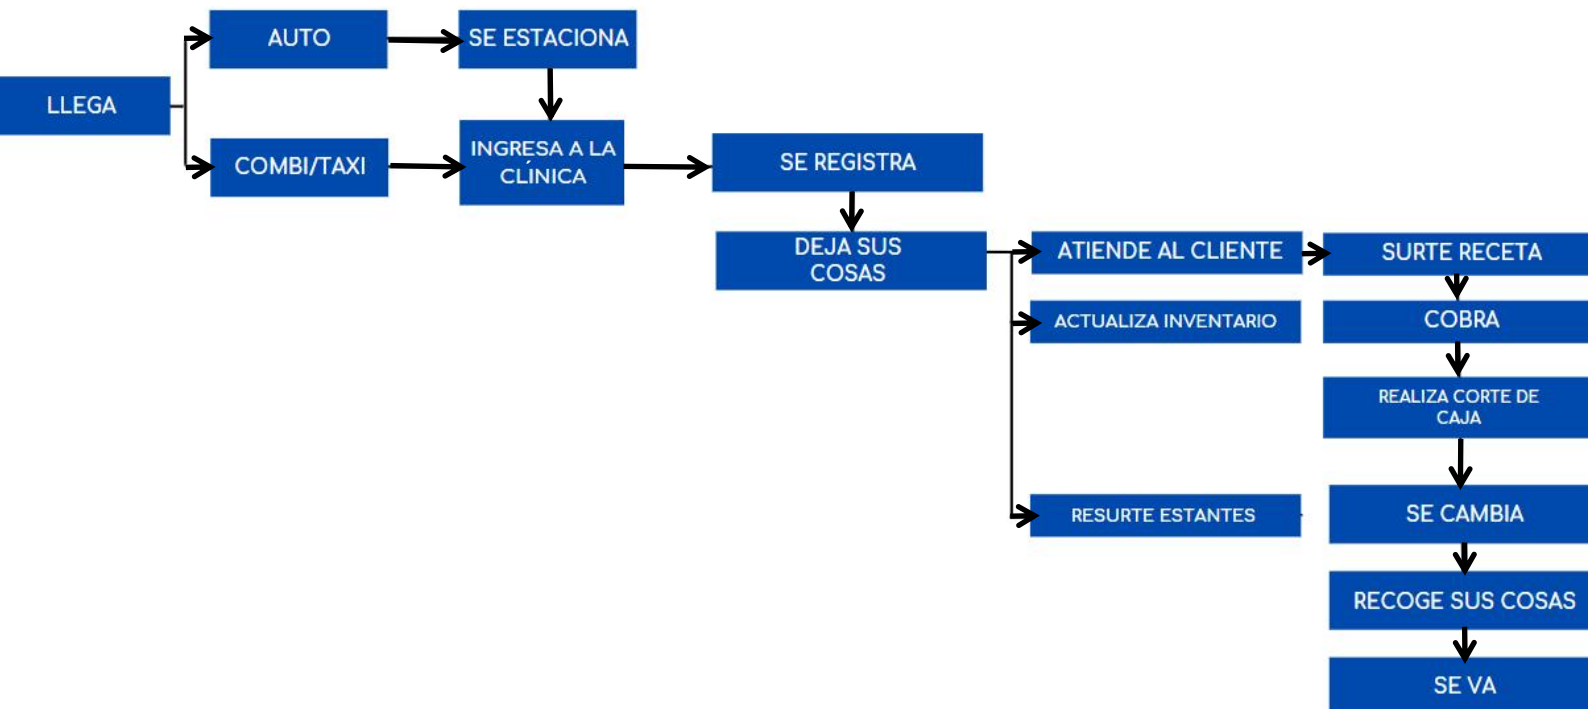 LLEGA
AUTO
SE ESTACIONA
COMBI/TAXI
INGRESA A LA
CLÍNICA
SE REGISTRA
DEJA SUS
COSAS
ATIENDE AL CLIENTE
SURTE RECETA
ACTUALIZA INVENTARIO
COBRA
REALIZA CORTE DE
CAJA
RESURTE ESTANTES
SE CAMBIA
RECOGE SUS COSAS
SE VA